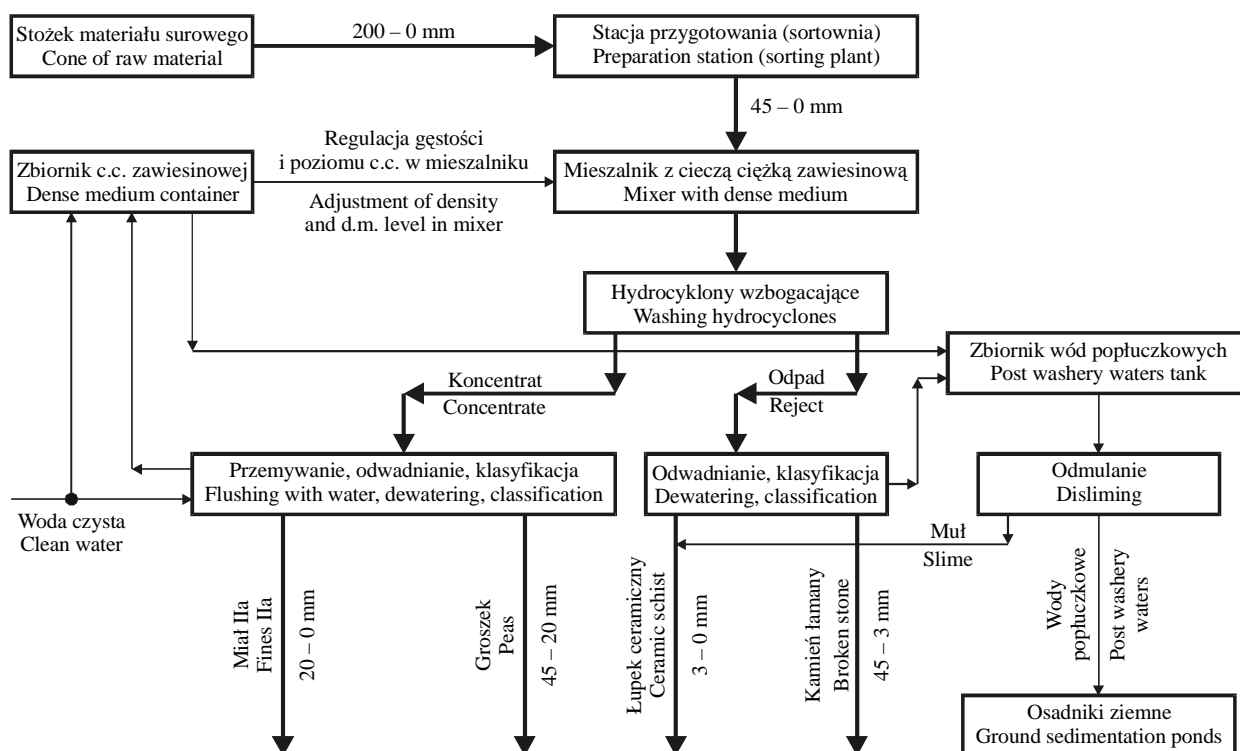 Stożek materiału surowego
Cone of raw material
200 – 0 mm
Stacja przygotowania (sortownia)
Preparation station (sorting plant)
45 – 0 mm
Zbiornik c.c. zawiesinowej
Dense medium container
Regulacja gęstości
i poziomu c.c. w mieszalniku
Adjustment of density
and d.m. level in mixer
Mieszalnik z cieczą ciężką zawiesinową
Mixer with dense medium
Hydrocyklony wzbogacające
Washing hydrocyclones
Zbiornik wód popłuczkowych
Post washery waters tank
Koncentrat
Concentrate
Odpad
Reject
Przemywanie, odwadnianie, klasyfikacja
Flushing with water, dewatering, classification
Odwadnianie, klasyfikacja
Dewatering, classification
Odmulanie
Disliming
Woda czysta
Clean water
Muł
Slime
Miał IIa
Fines IIa
20 – 0 mm
Groszek
Peas
45 – 20 mm
Łupek ceramiczny
Ceramic schist
3 – 0 mm
Kamień łamany
Broken stone
45 – 3 mm
Wody
popłuczkowe
Post washery
waters
Osadniki ziemne
Ground sedimentation ponds